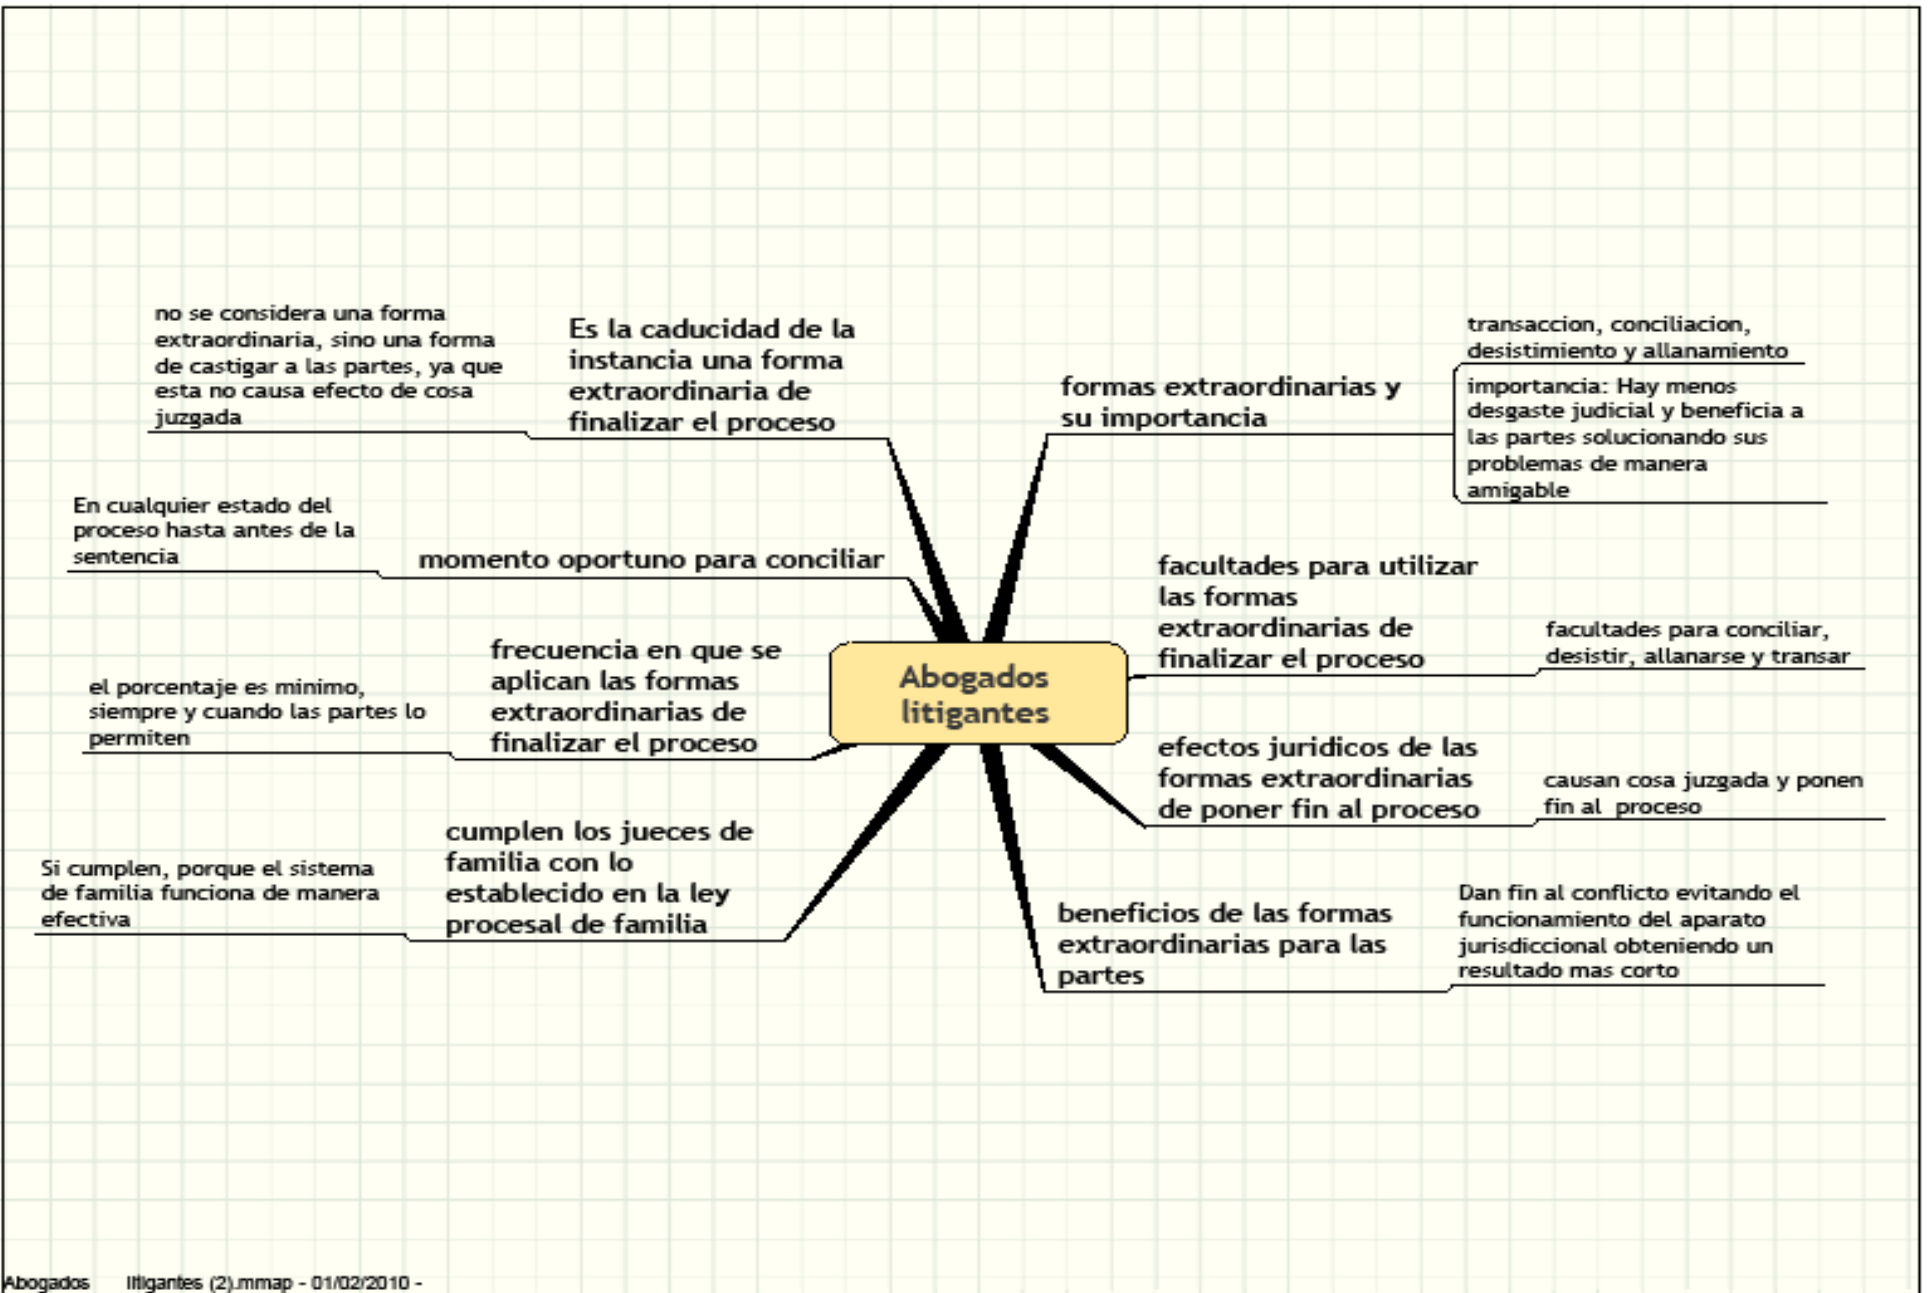 no se considera una forma
extraordinaria, sino una forma
de castigar a las partes, ya que
esta no causa efecto de cosa
juzgada
Es la caducidad de la
instancia una forma
extraordinaria de
finalizar el proceso
En cualquier estado del
proceso hasta antes de la
sentencia
momento oportuno para conciliar
el porcentaje es minimo,
siempre y cuando las partes lo
permiten
frecuencia en que se
aplican las formas
extraordinarias de
finalizar el proceso
Si cumplen, porque el sistema
de familia funciona de manera
efectiva
cumplen los jueces de
familia con lo
establecido en la ley
procesal de familia
Abogados
litigantes
formas extraordinarias y
su importancia
transaccion, conciliacion,
desistimiento y allanamiento
importancia: Hay menos
desgaste judicial y beneficia a
las partes solucionando sus
problemas de manera
amigable
facultades para utilizar
las formas
extraordinarias de
finalizar el proceso
facultades para conciliar,
desistir, allanarse y transar
efectos juridicos de las
formas extraordinarias
de poner fin al proceso
causan cosa juzgada y ponen
fin al proceso
beneficios de las formas
extraordinarias para las
partes
Dan fin al conflicto evitando el
funcionamiento del aparato
jurisdiccional obteniendo un
resultado mas corto
Abogados litigantes (2).mmap - 01/02/2010 -